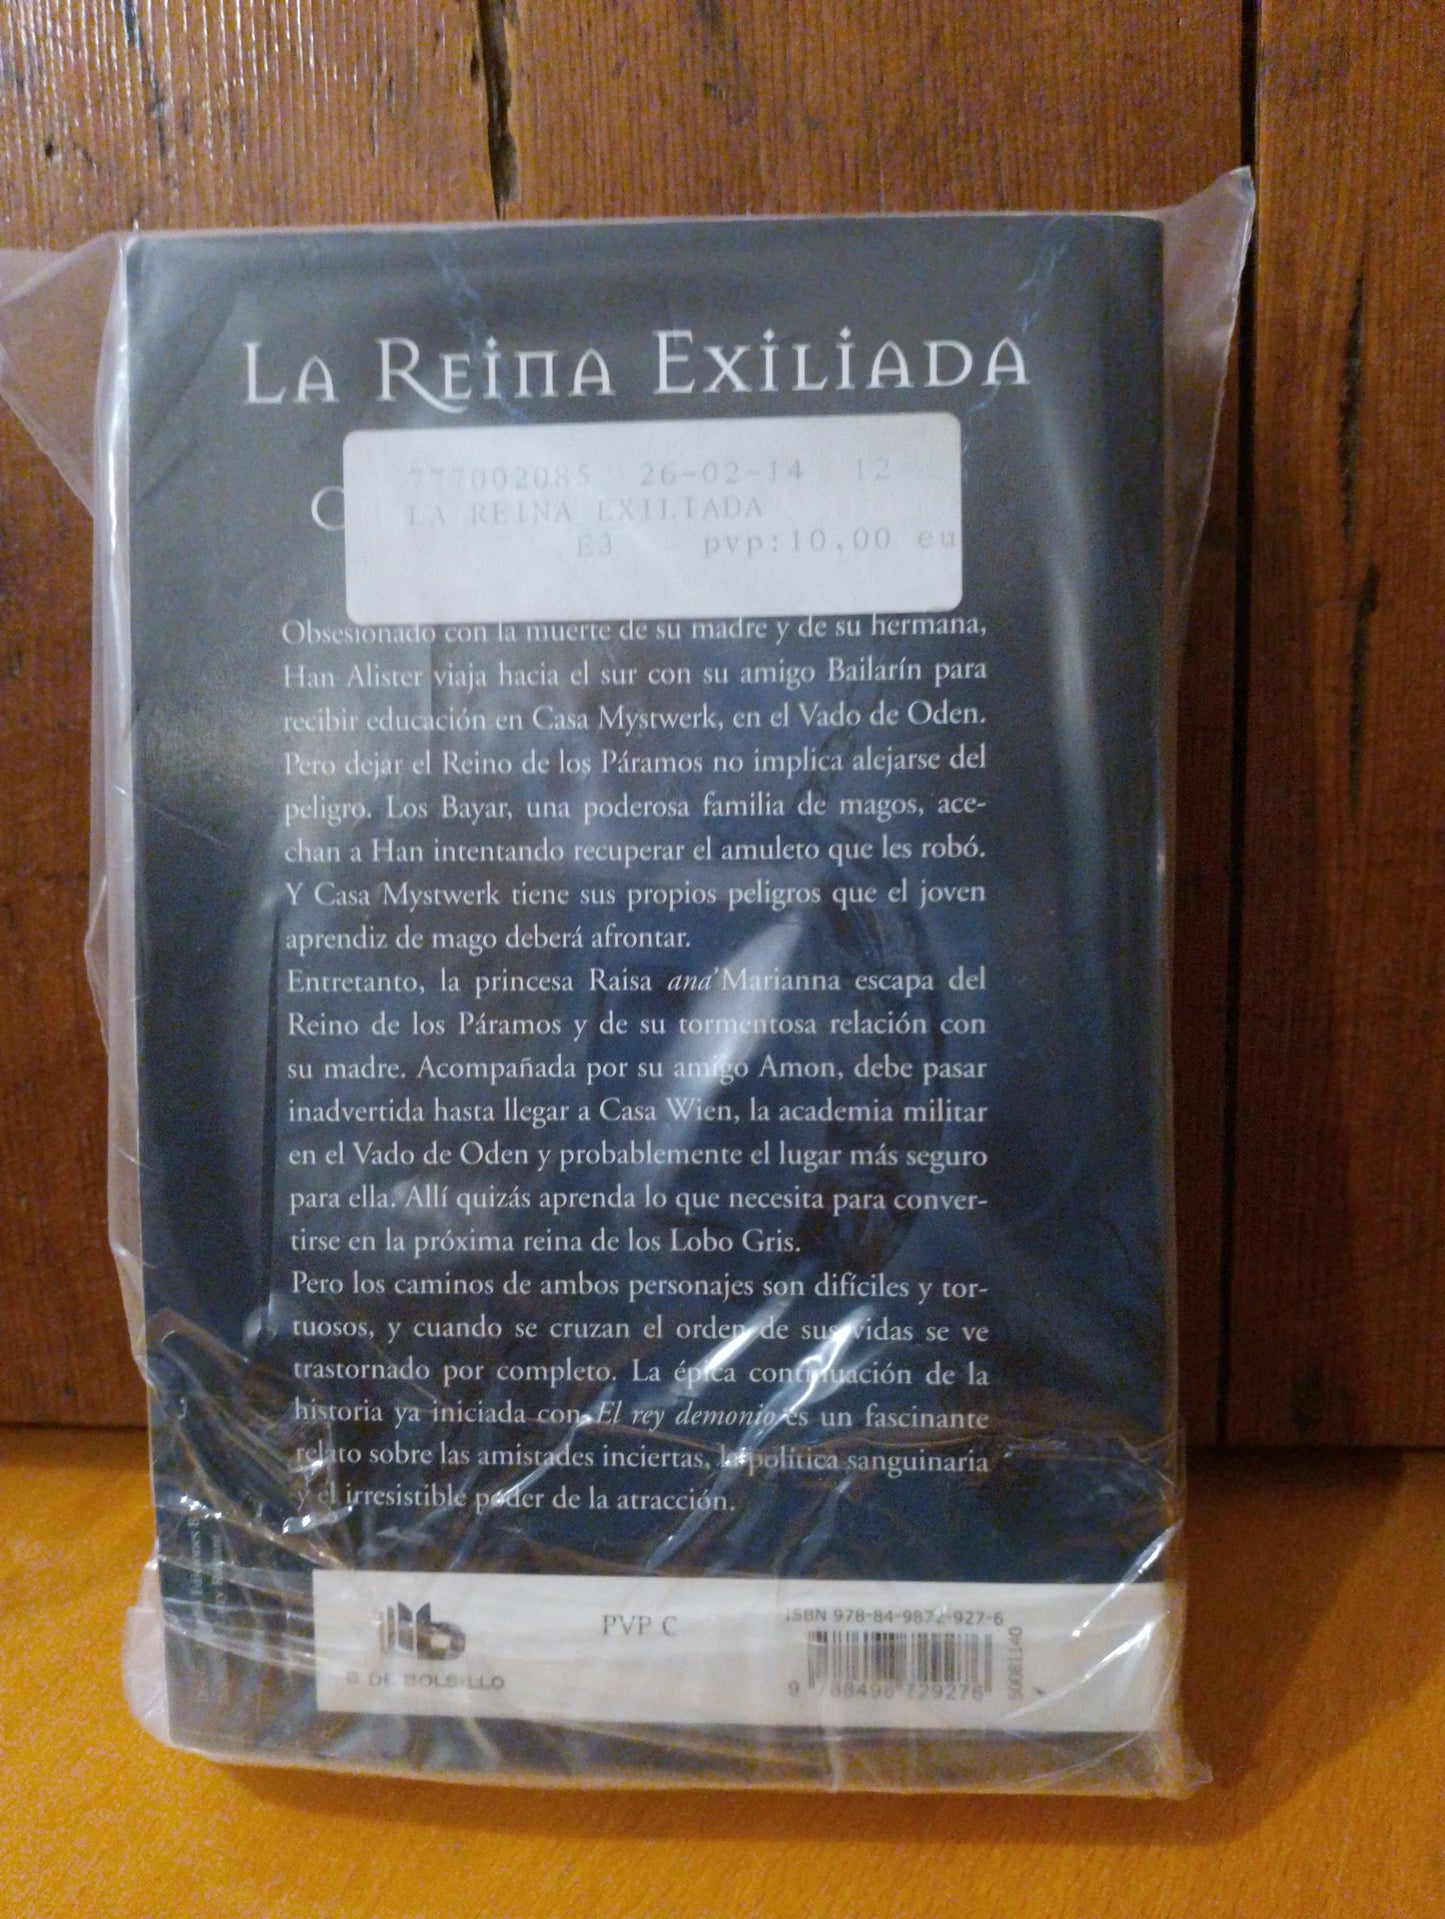 LA REINA EXILIADA
777002085 26-02-14 12
LA REINA EXILIADA
E3 pvp:10,00 eu
Obsesionado con la muerte de su madre y de su hermana,
Han Alister viaja hacia el sur con su amigo Bailarín para
recibir educación en Casa Mystwerk, en el Vado de Oden.
Pero dejar el Reino de los Páramos no implica alejarse del
peligro. Los Bayar, una poderosa familia de magos, ace-
chan a Han intentando recuperar el amuleto que les robó.
Y Casa Mystwerk tiene sus propios peligros que el joven
aprendiz de mago deberá afrontar.
Entretanto, la princesa Raisa ana'Marianna escapa del
Reino de los Páramos y de su tormentosa relación con
su madre. Acompañada por su amigo Amon, debe pasar
inadvertida hasta llegar a Casa Wien, la academia militar
en el Vado de Oden y probablemente el lugar más seguro
para ella. Allí quizás aprenda lo que necesita para conver-
tirse en la próxima reina de los Lobo Gris.
Pero los caminos de ambos personajes son difíciles y tor-
tuosos, y cuando se cruzan el orden de sus vidas se ve
trastornado por completo. La épica continuación de la
historia ya iniciada con El rey demonio es un fascinante
relato sobre las amistades inciertas, la política sanguinaria
y el irresistible poder de la atracción.
B DE BOLSILLO
PVP C
ISBN 978-84-9872-927-6
9 788498 729276
50081140